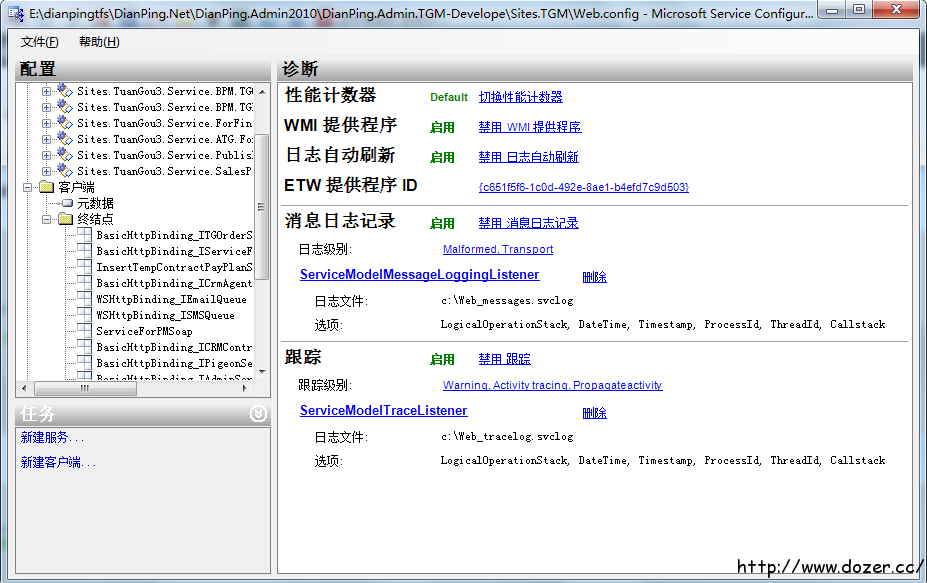 E:\dianpingtfs\DianPing.Net\DianPing.Admin2010\DianPing.Admin.TGM-Develope\Sites.TGM\Web.config - Microsoft Service Configur...
文件(F) 帮助(H)
配置
Sites.TuanGou3.Service.BPM.TG
Sites.TuanGou3.Service.BPM.TG
Sites.TuanGou3.Service.ForFin
Sites.TuanGou3.Service.ATG.Fo
Sites.TuanGou3.Service.Publis
Sites.TuanGou3.Service.SalesP
客户端
元数据
终结点
BasicHttpBinding_ITGOrderS
BasicHttpBinding_IServiceF
InsertTempContractPayPlanS
BasicHttpBinding_ICrmAgent
WSHttpBinding_IEmailQueue
WSHttpBinding_ISMSQueue
ServiceForPMSoap
BasicHttpBinding_ICRMContr
BasicHttpBinding_IPigeonSe
BasicHttpBinding_IAdminSer
任务
新建服务...
新建客户端...
诊断
性能计数器 Default 切换性能计数器
WMI 提供程序 启用 禁用 WMI 提供程序
日志自动刷新 启用 禁用 日志自动刷新
ETW 提供程序 ID {c651f5f6-1c0d-492e-8ae1-b4efd7c9d503}
消息日志记录 启用 禁用 消息日志记录
日志级别: Malformed, Transport
ServiceModelMessageLoggingListener 删除
日志文件: c:\Web_messages.svclog
选项: LogicalOperationStack, DateTime, Timestamp, ProcessId, ThreadId, Callstack
跟踪 启用 禁用 跟踪
跟踪级别: Warning, Activity tracing, Propagateactivity
ServiceModelTraceListener 删除
日志文件: c:\Web_tracelog.svclog
选项: LogicalOperationStack, DateTime, Timestamp, ProcessId, ThreadId, Callstack
http://www.dozer.cc/